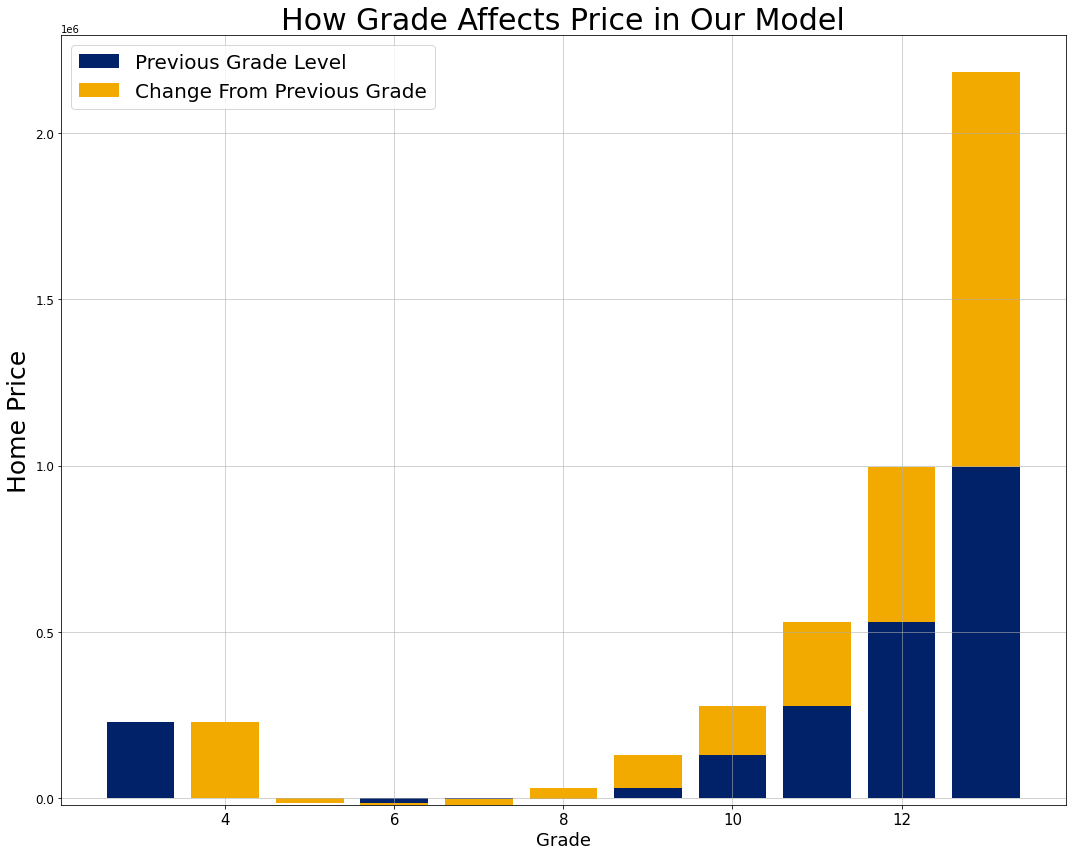 How Grade Affects Price in Our Model
1e6
Previous Grade Level
Change From Previous Grade
2.0
1.5
1.0
0.5
0.0
Home Price
4 6 8 10 12
Grade